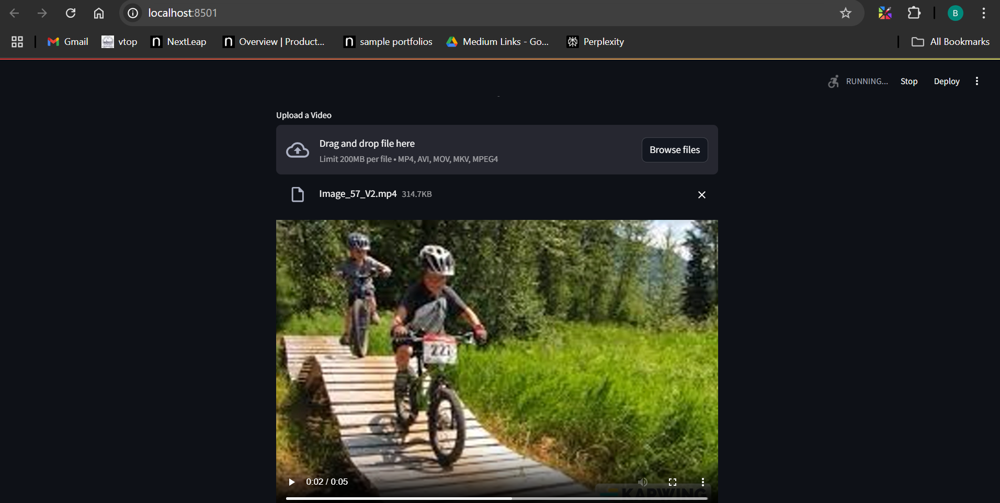 localhost:8501
Gmail
vtop
NextLeap
Overview | Product...
sample portfolios
Medium Links - Go...
Perplexity
All Bookmarks
B
RUNNING...
Stop
Deploy
Upload a Video
Drag and drop file here
Limit 200MB per file • MP4, AVI, MOV, MKV, MPEG4
Browse files
Image_57_V2.mp4 314.7KB
0:02 / 0:05
KAPWING